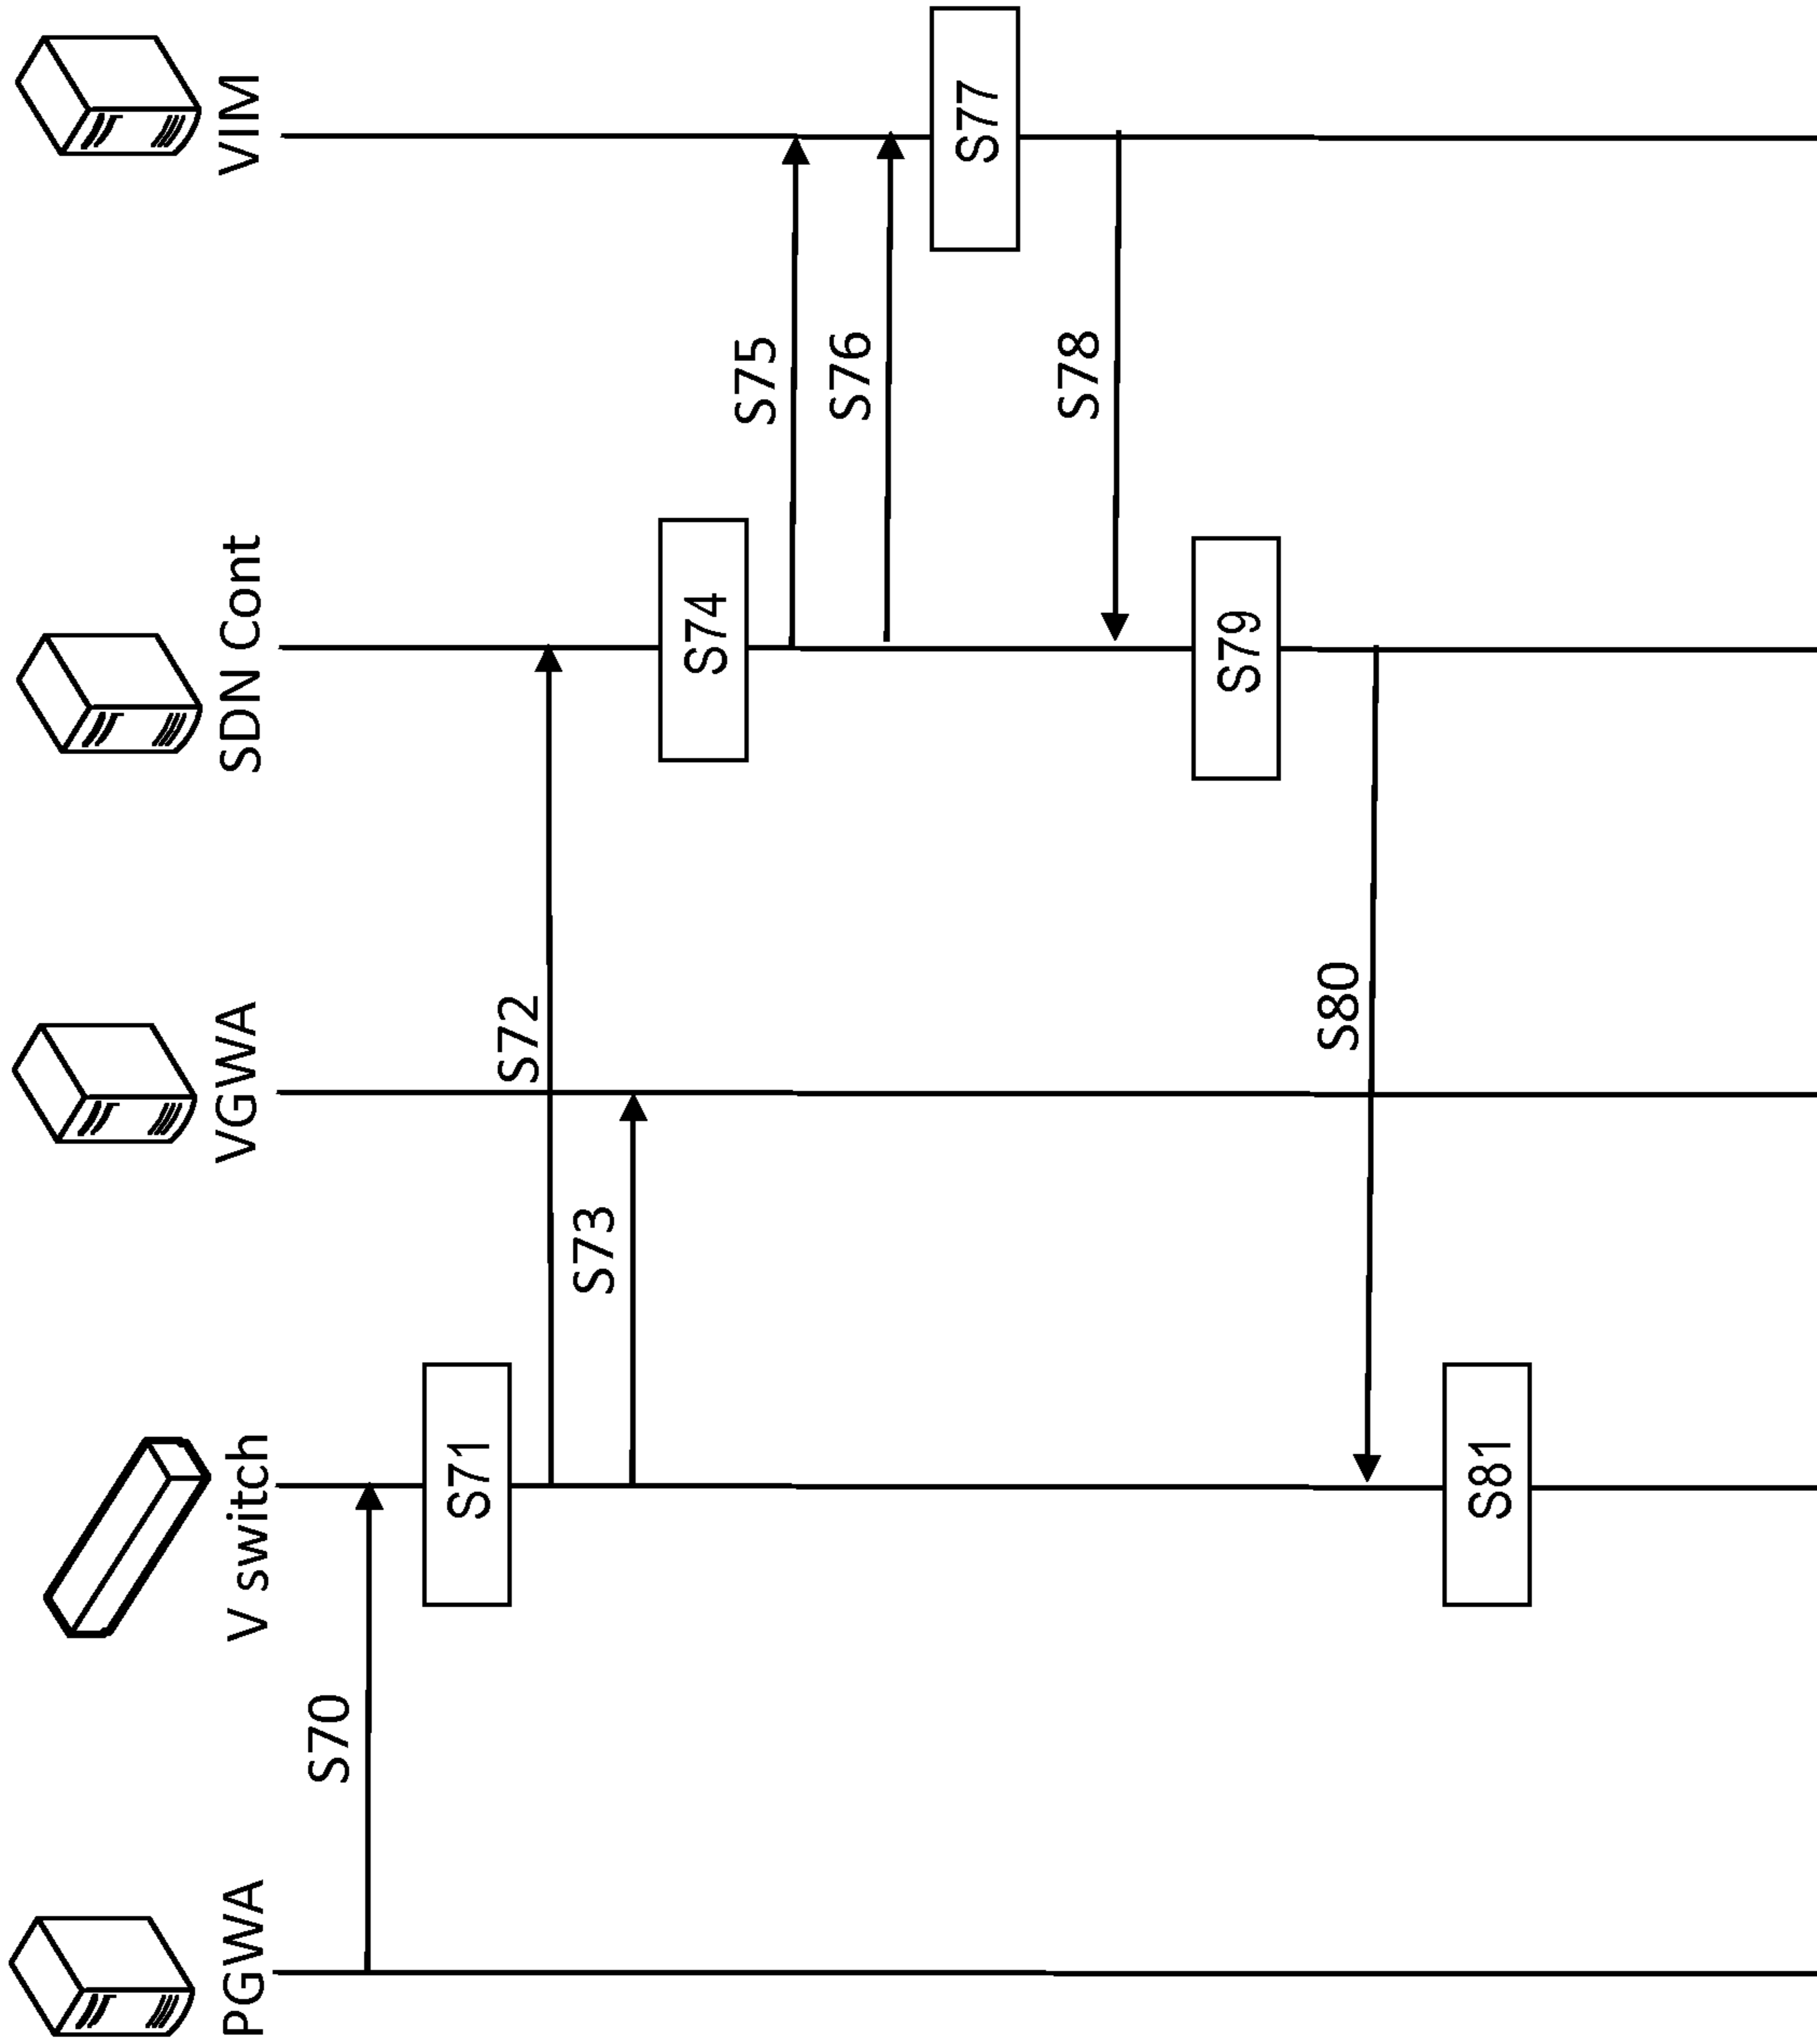 PGWA
V switch
VGWA
SDN Cont
VIM
S70
S71
S72
S73
S74
S75
S76
S77
S78
S79
S80
S81